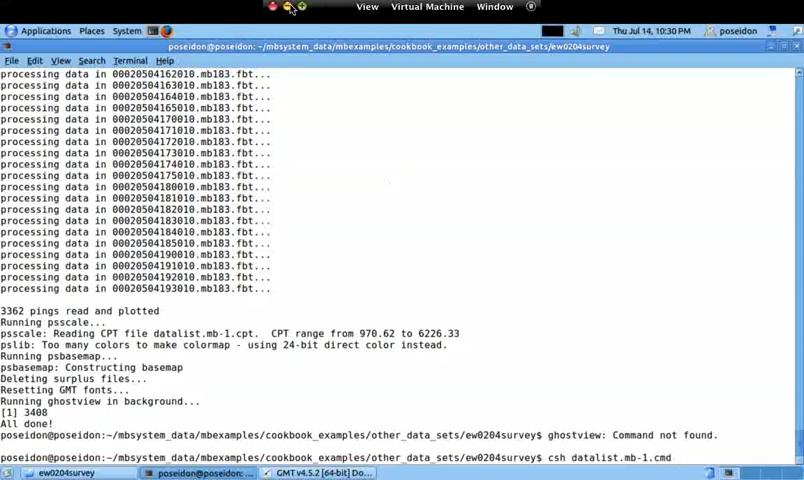 View Virtual Machine Window
Applications Places System Thu Jul 14, 10:30 PM poseidon
poseidon@poseidon: ~/mbsystem_data/mbexamples/cookbook_examples/other_data_sets/ew0204survey
File Edit View Search Terminal Help
processing data in 00020504162010.mb183.fbt...
processing data in 00020504163010.mb183.fbt...
processing data in 00020504164010.mb183.fbt...
processing data in 00020504165010.mb183.fbt...
processing data in 00020504170010.mb183.fbt...
processing data in 00020504171010.mb183.fbt...
processing data in 00020504172010.mb183.fbt...
processing data in 00020504173010.mb183.fbt...
processing data in 00020504174010.mb183.fbt...
processing data in 00020504175010.mb183.fbt...
processing data in 00020504180010.mb183.fbt...
processing data in 00020504181010.mb183.fbt...
processing data in 00020504182010.mb183.fbt...
processing data in 00020504183010.mb183.fbt...
processing data in 00020504184010.mb183.fbt...
processing data in 00020504185010.mb183.fbt...
processing data in 00020504190010.mb183.fbt...
processing data in 00020504191010.mb183.fbt...
processing data in 00020504192010.mb183.fbt...
processing data in 00020504193010.mb183.fbt...
3362 pings read and plotted
Running psscale...
psscale: Reading CPT file datalist.mb-1.cpt. CPT range from 970.62 to 6226.33
pslib: Too many colors to make colormap - using 24-bit direct color instead.
Running psbasemap...
psbasemap: Constructing basemap
Deleting surplus files...
Resetting GMT fonts...
Running ghostview in background...
[1] 3408
All done!
poseidon@poseidon:~/mbsystem_data/mbexamples/cookbook_examples/other_data_sets/ew0204survey$ ghostview: Command not found.
poseidon@poseidon:~/mbsystem_data/mbexamples/cookbook_examples/other_data_sets/ew0204survey$ csh datalist.mb-1.cmd
ew0204survey poseidon@poseidon: ... GMT v4.5.2 [64-bit] Do...